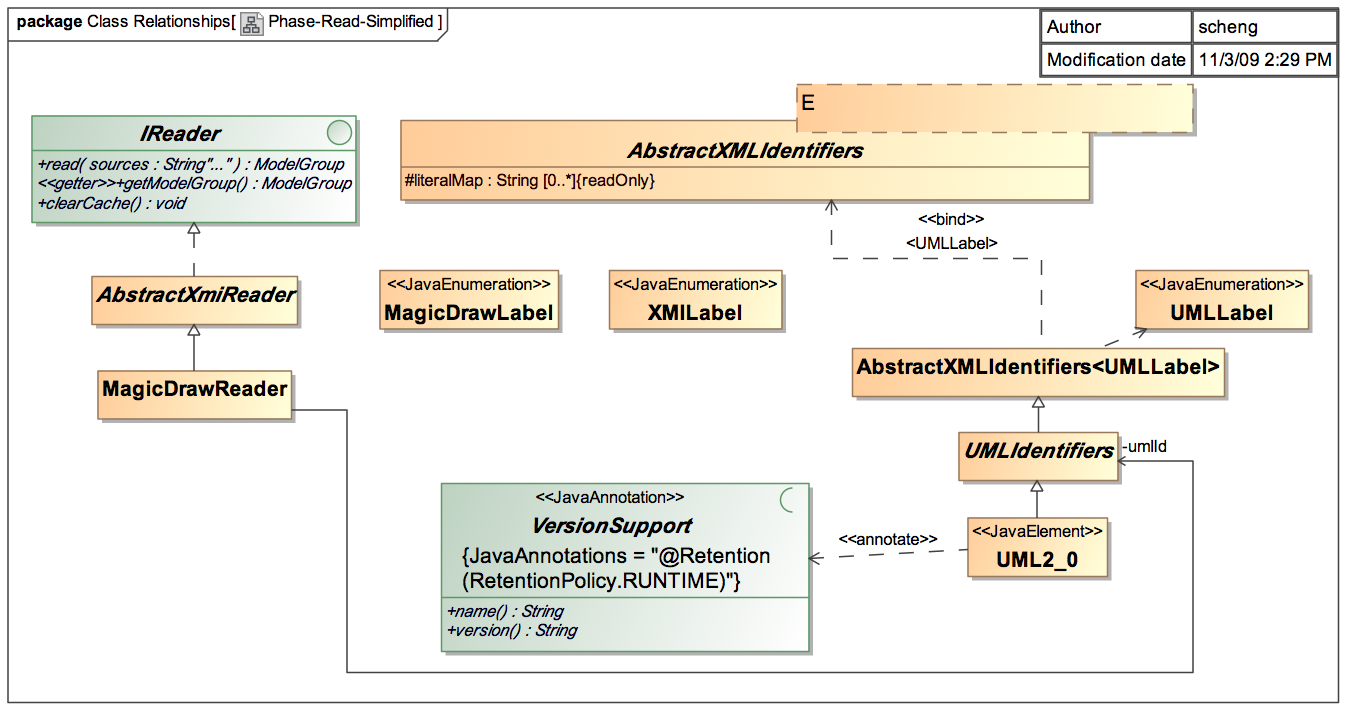 package Class Relationships[ Phase-Read-Simplified ]
Author scheng
Modification date 11/3/09 2:29 PM
E
IReader
+read( sources : String"..." ) : ModelGroup
<<getter>>+getModelGroup() : ModelGroup
+clearCache() : void
AbstractXMLIdentifiers
#literalMap : String [0..*]{readOnly}
<<bind>>
<UMLLabel>
AbstractXmiReader
<<JavaEnumeration>>
MagicDrawLabel
<<JavaEnumeration>>
XMILabel
<<JavaEnumeration>>
UMLLabel
MagicDrawReader
AbstractXMLIdentifiers<UMLLabel>
UMLIdentifiers
-umlId
<<JavaAnnotation>>
VersionSupport
{JavaAnnotations = "@Retention
(RetentionPolicy.RUNTIME)"}
+name() : String
+version() : String
<<annotate>>
<<JavaElement>>
UML2_0